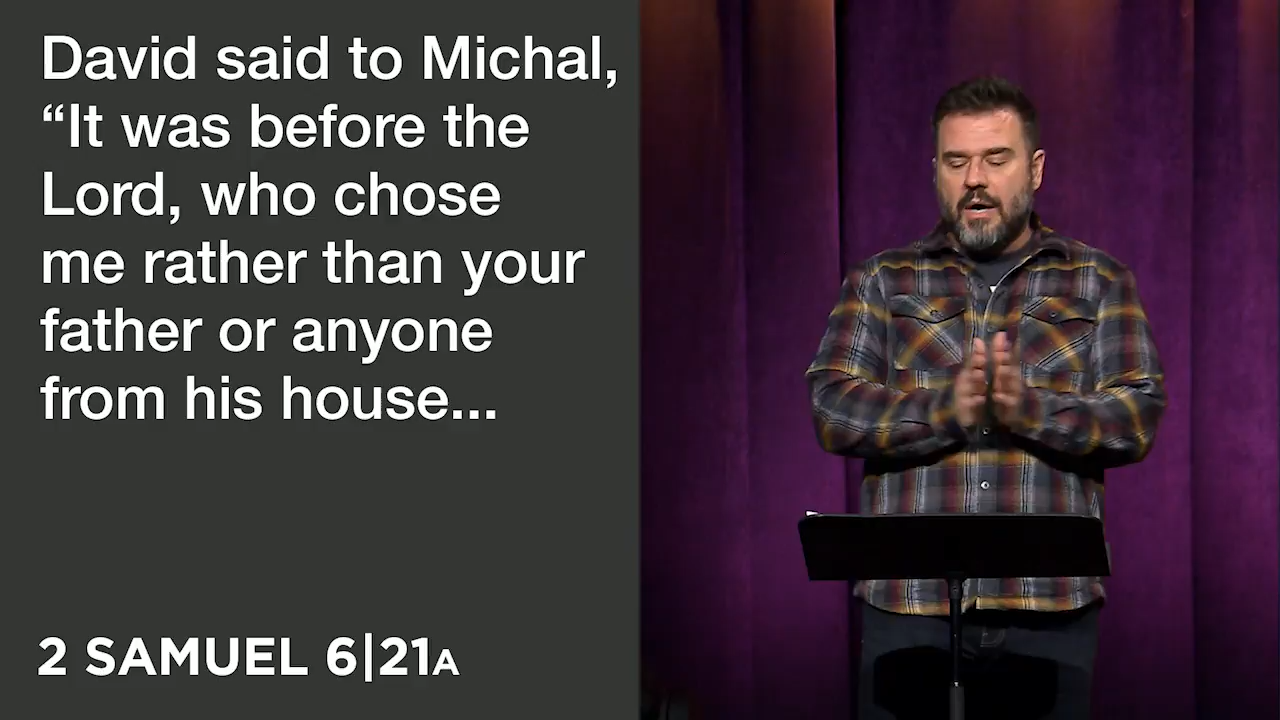 David said to Michal,
“It was before the
Lord, who chose
me rather than your
father or anyone
from his house...
2 SAMUEL 6|21A